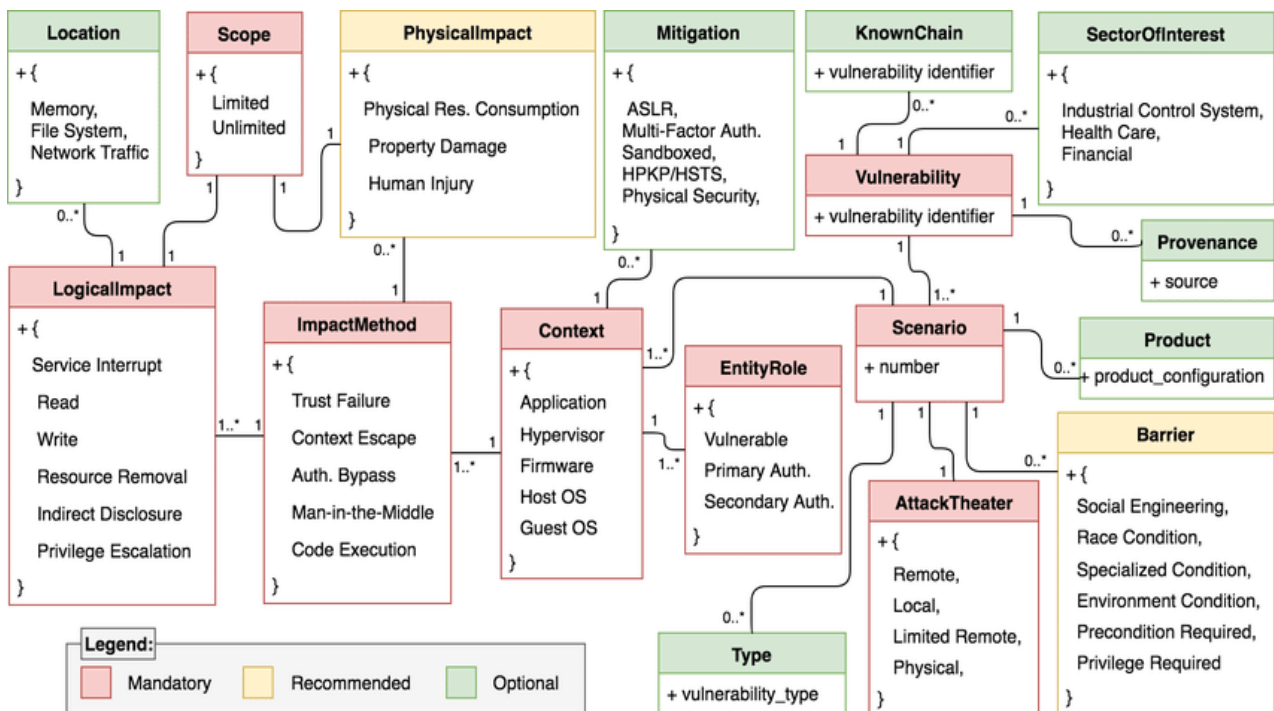 Location
+ {
Memory,
File System,
Network Traffic
}
Scope
+ {
Limited
Unlimited
}
PhysicalImpact
+ {
Physical Res. Consumption
Property Damage
Human Injury
}
Mitigation
+ {
ASLR,
Multi-Factor Auth.
Sandboxed,
HPKP/HSTS,
Physical Security,
}
KnownChain
+ vulnerability identifier
SectorOfInterest
+ {
Industrial Control System,
Health Care,
Financial
}
0..*
0..*
1
1
1
Vulnerability
+ vulnerability identifier
1
0..*
Provenance
+ source
1
1
0..*
1
1
0..*
1
0..*
1
1
1..*
LogicalImpact
+ {
Service Interrupt
Read
Write
Resource Removal
Indirect Disclosure
Privilege Escalation
}
1..*
1
ImpactMethod
+ {
Trust Failure
Context Escape
Auth. Bypass
Man-in-the-Middle
Code Execution
}
1
1..*
Context
+ {
Application
Hypervisor
Firmware
Host OS
Guest OS
}
1..*
1
1
1..*
EntityRole
+ {
Vulnerable
Primary Auth.
Secondary Auth.
}
Scenario
+ number
1
0..*
Product
+ product_configuration
1
1
1
0..*
1
0..*
AttackTheater
+ {
Remote,
Local,
Limited Remote,
Physical,
}
Barrier
+ {
Social Engineering,
Race Condition,
Specialized Condition,
Environment Condition,
Precondition Required,
Privilege Required
}
Type
+ vulnerability_type
Legend:
Mandatory
Recommended
Optional